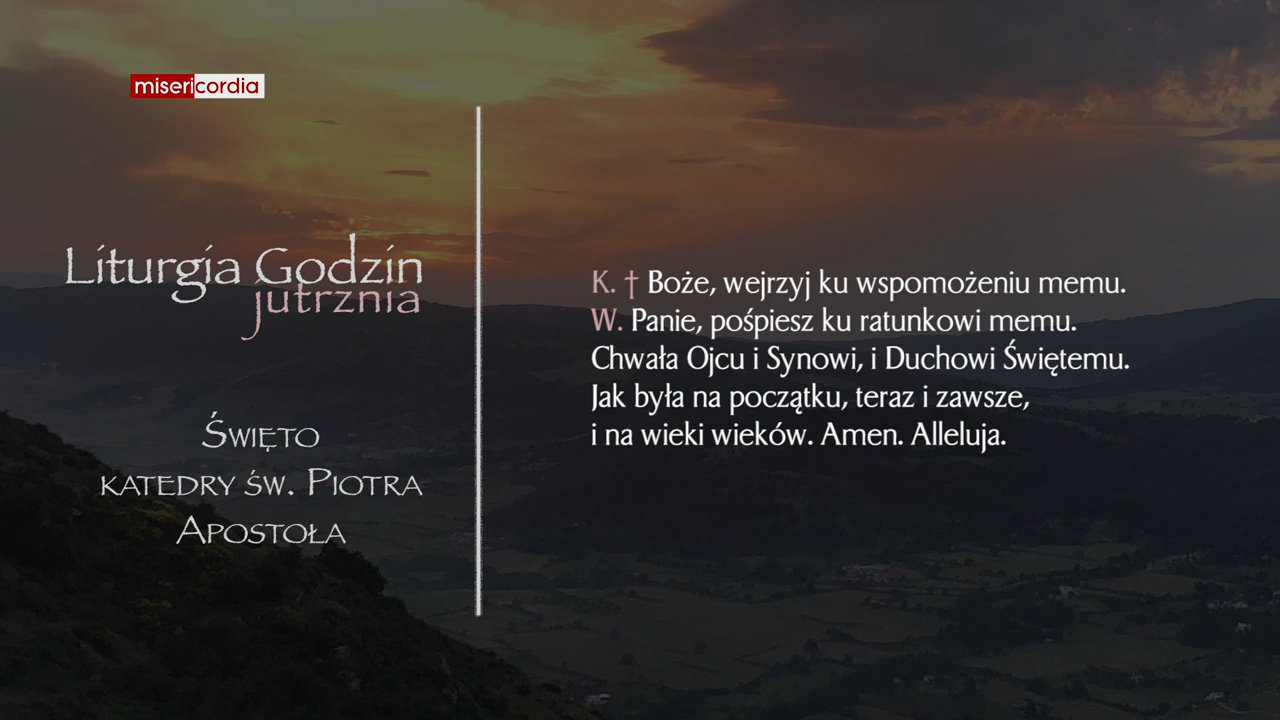 misericordia
Liturgia Godzin
jutrznia
Święto
katedry św. Piotra
Apostoła
K. † Boże, wejrzyj ku wspomożeniu memu.
W. Panie, pośpiesz ku ratunkowi memu.
Chwała Ojcu i Synowi, i Duchowi Świętemu.
Jak była na początku, teraz i zawsze,
i na wieki wieków. Amen. Alleluja.